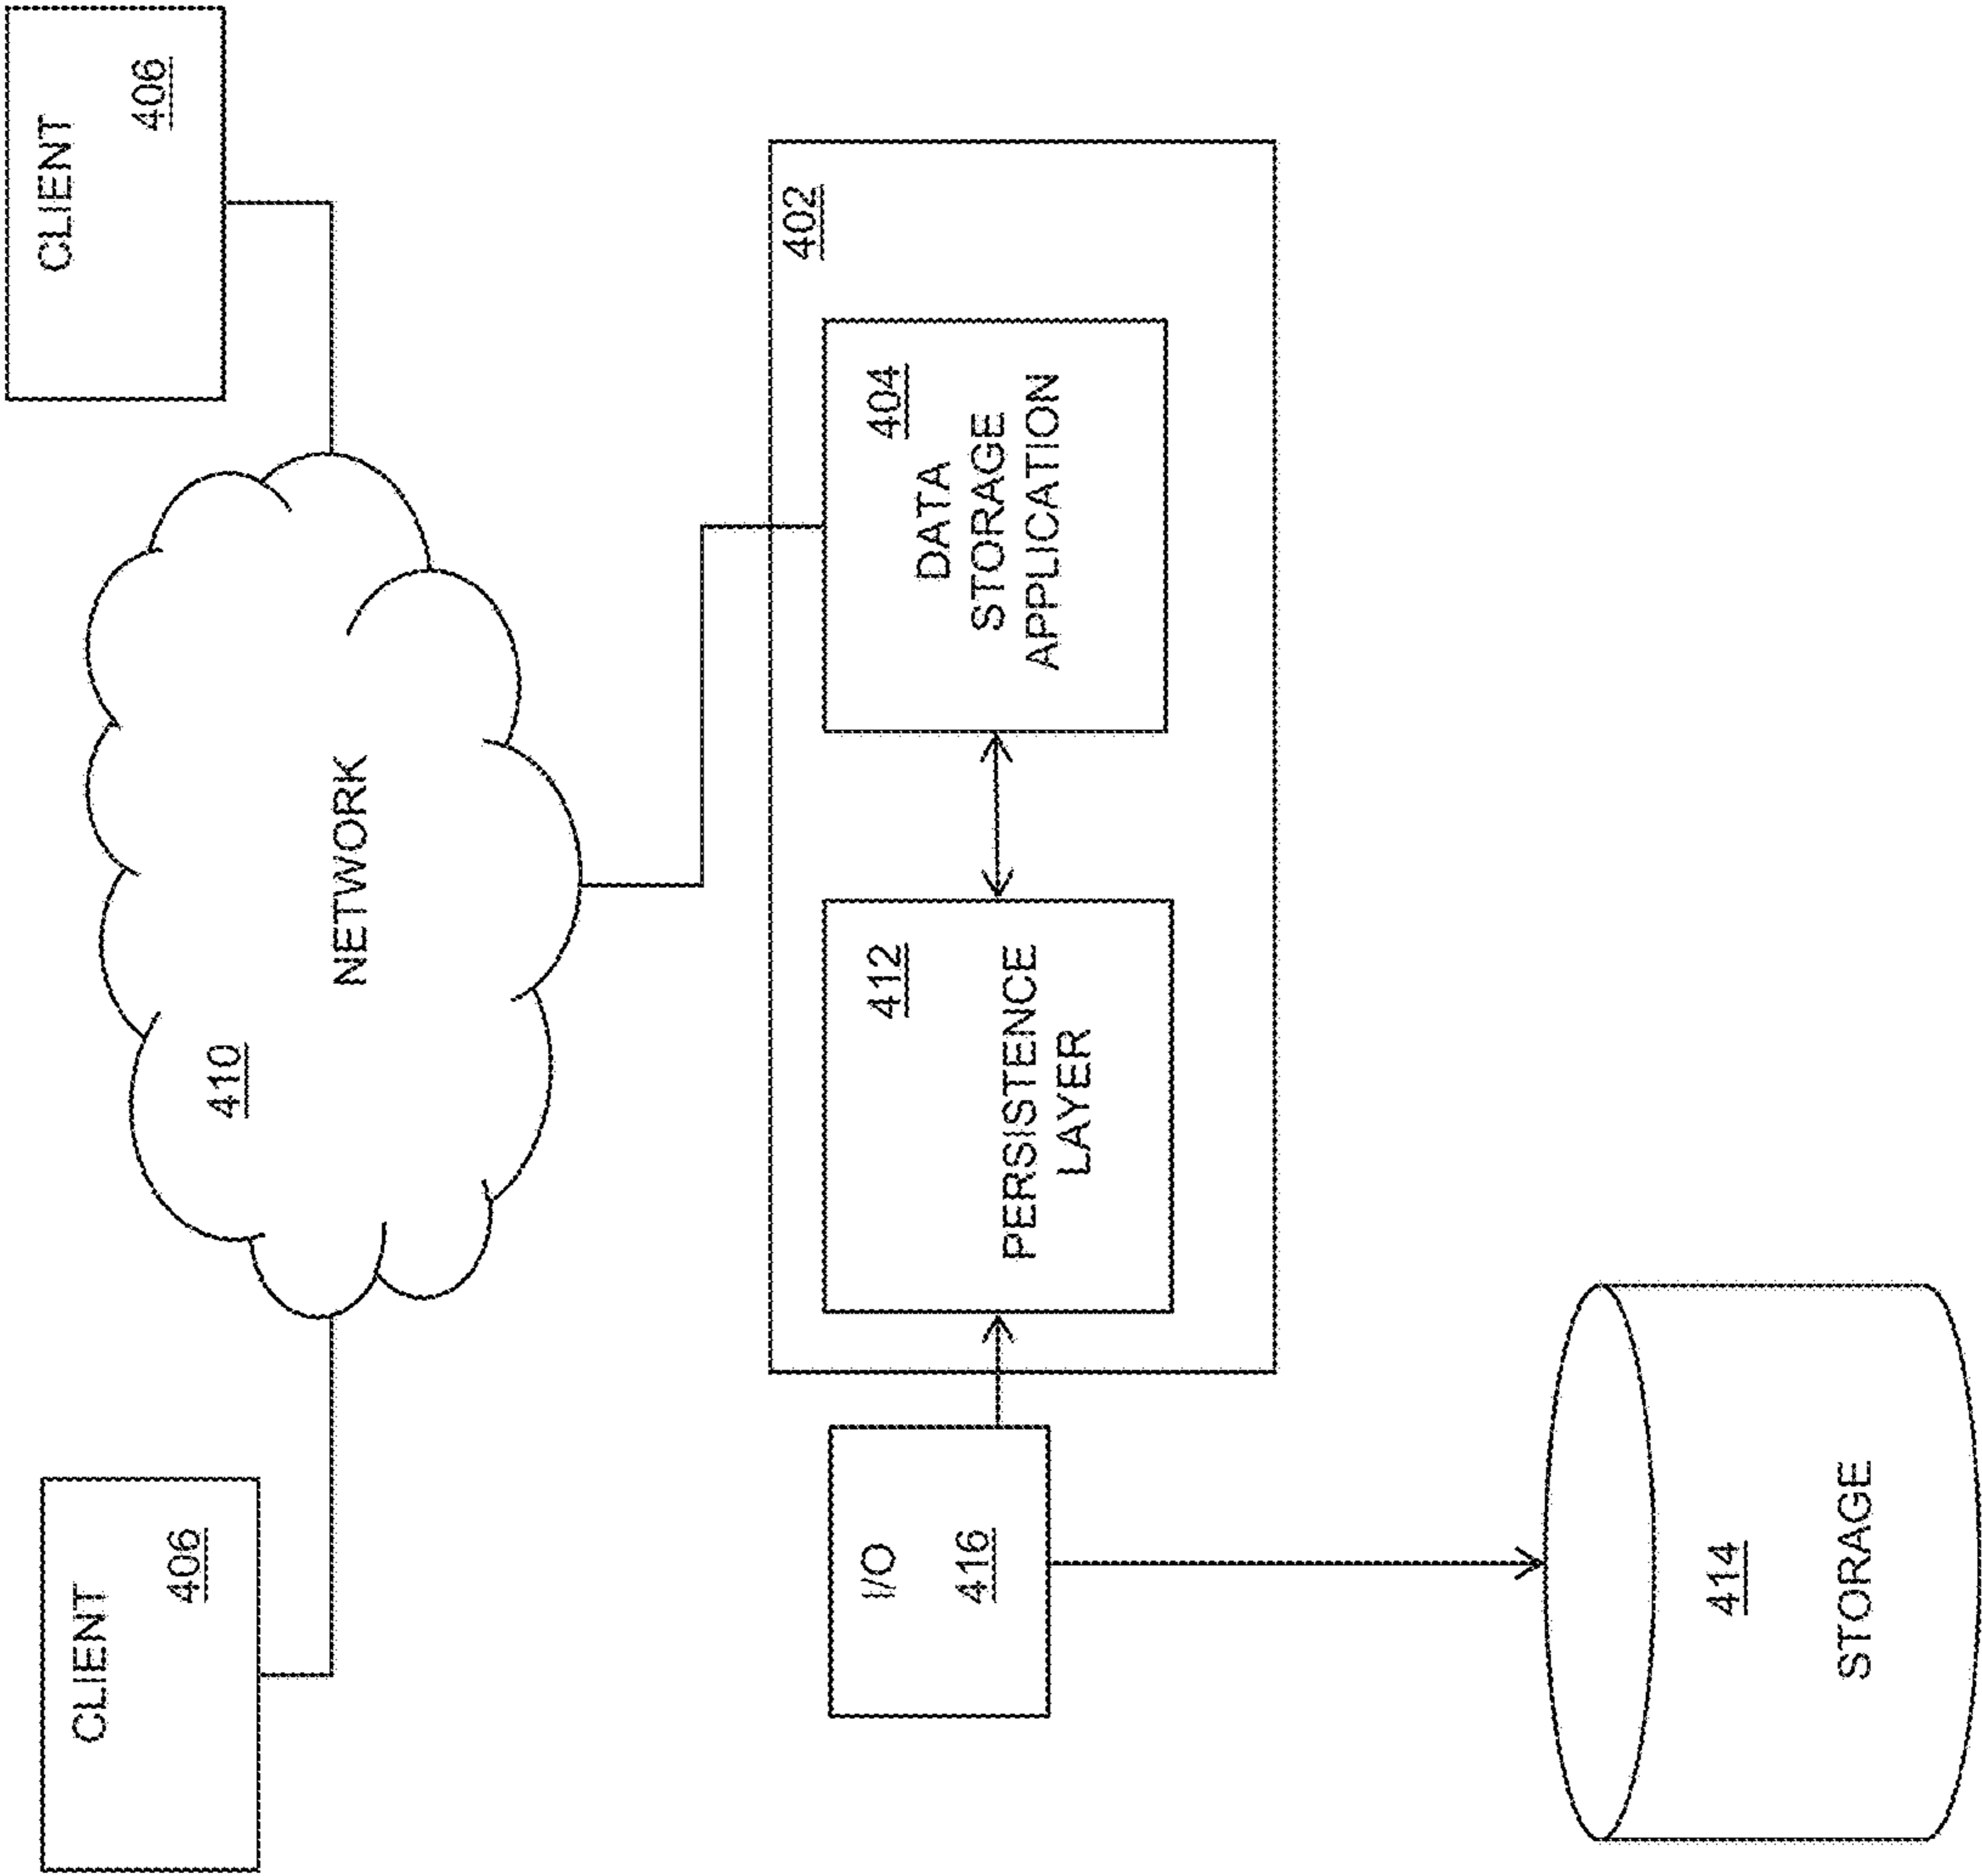 CLIENT
406
CLIENT
406
410
NETWORK
402
412
PERSISTENCE
LAYER
404
DATA
STORAGE
APPLICATION
I/O
416
414
STORAGE